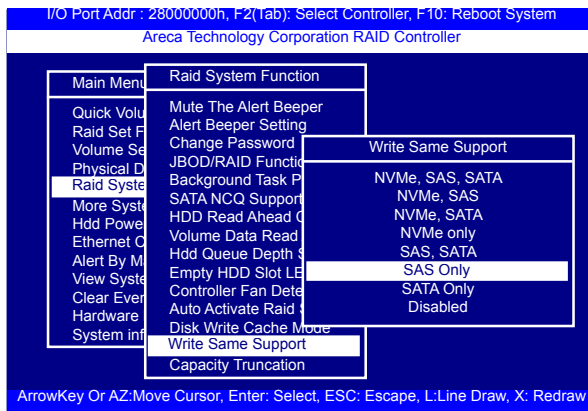 I/O Port Addr : 28000000h, F2(Tab): Select Controller, F10: Reboot System
Areca Technology Corporation RAID Controller
Main Menu
Quick Volu
Raid Set F
Volume Se
Physical D
Raid Syste
More Syste
Hdd Powe
Ethernet C
Alert By M
View Syste
Clear Even
Hardware
System inf
Raid System Function
Mute The Alert Beeper
Alert Beeper Setting
Change Password
JBOD/RAID Functio
Background Task P
SATA NCQ Support
HDD Read Ahead C
Volume Data Read
Hdd Queue Depth S
Empty HDD Slot LE
Controller Fan Dete
Auto Activate Raid S
Disk Write Cache Mode
Write Same Support
Capacity Truncation
Write Same Support
NVMe, SAS, SATA
NVMe, SAS
NVMe, SATA
NVMe only
SAS, SATA
SAS Only
SATA Only
Disabled
ArrowKey Or AZ:Move Cursor, Enter: Select, ESC: Escape, L:Line Draw, X: Redraw